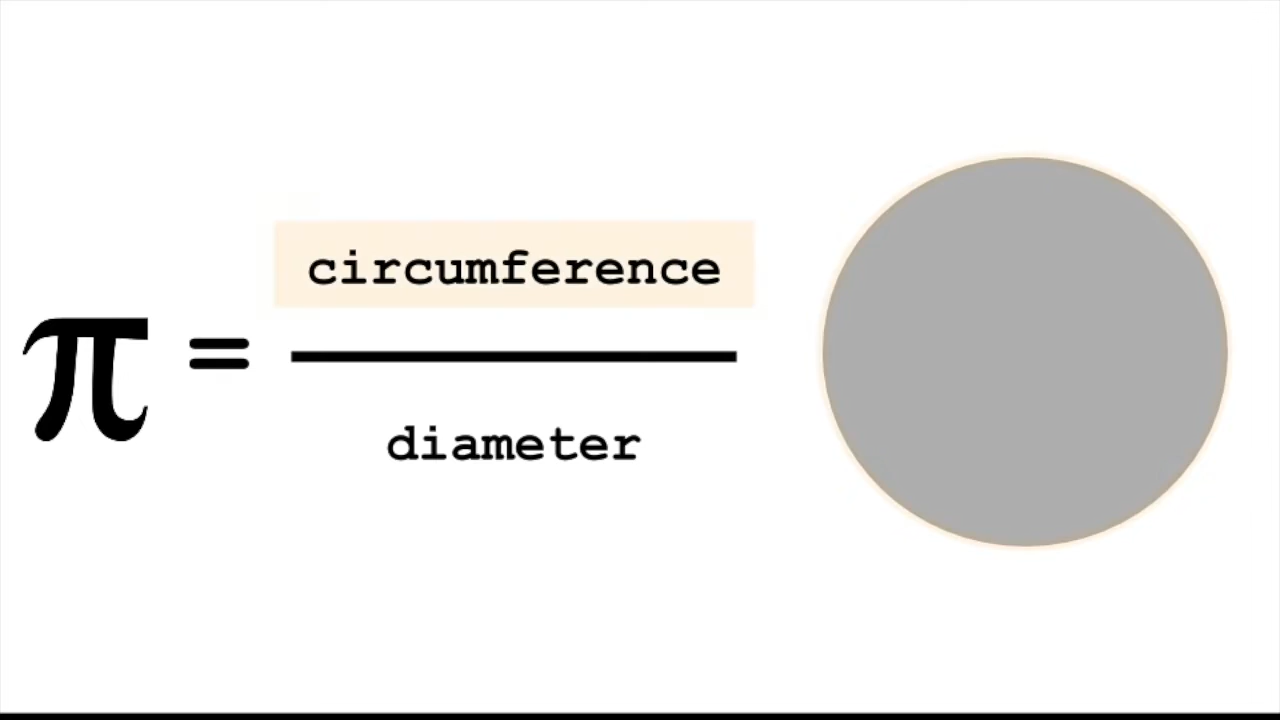 circumference
π =
diameter